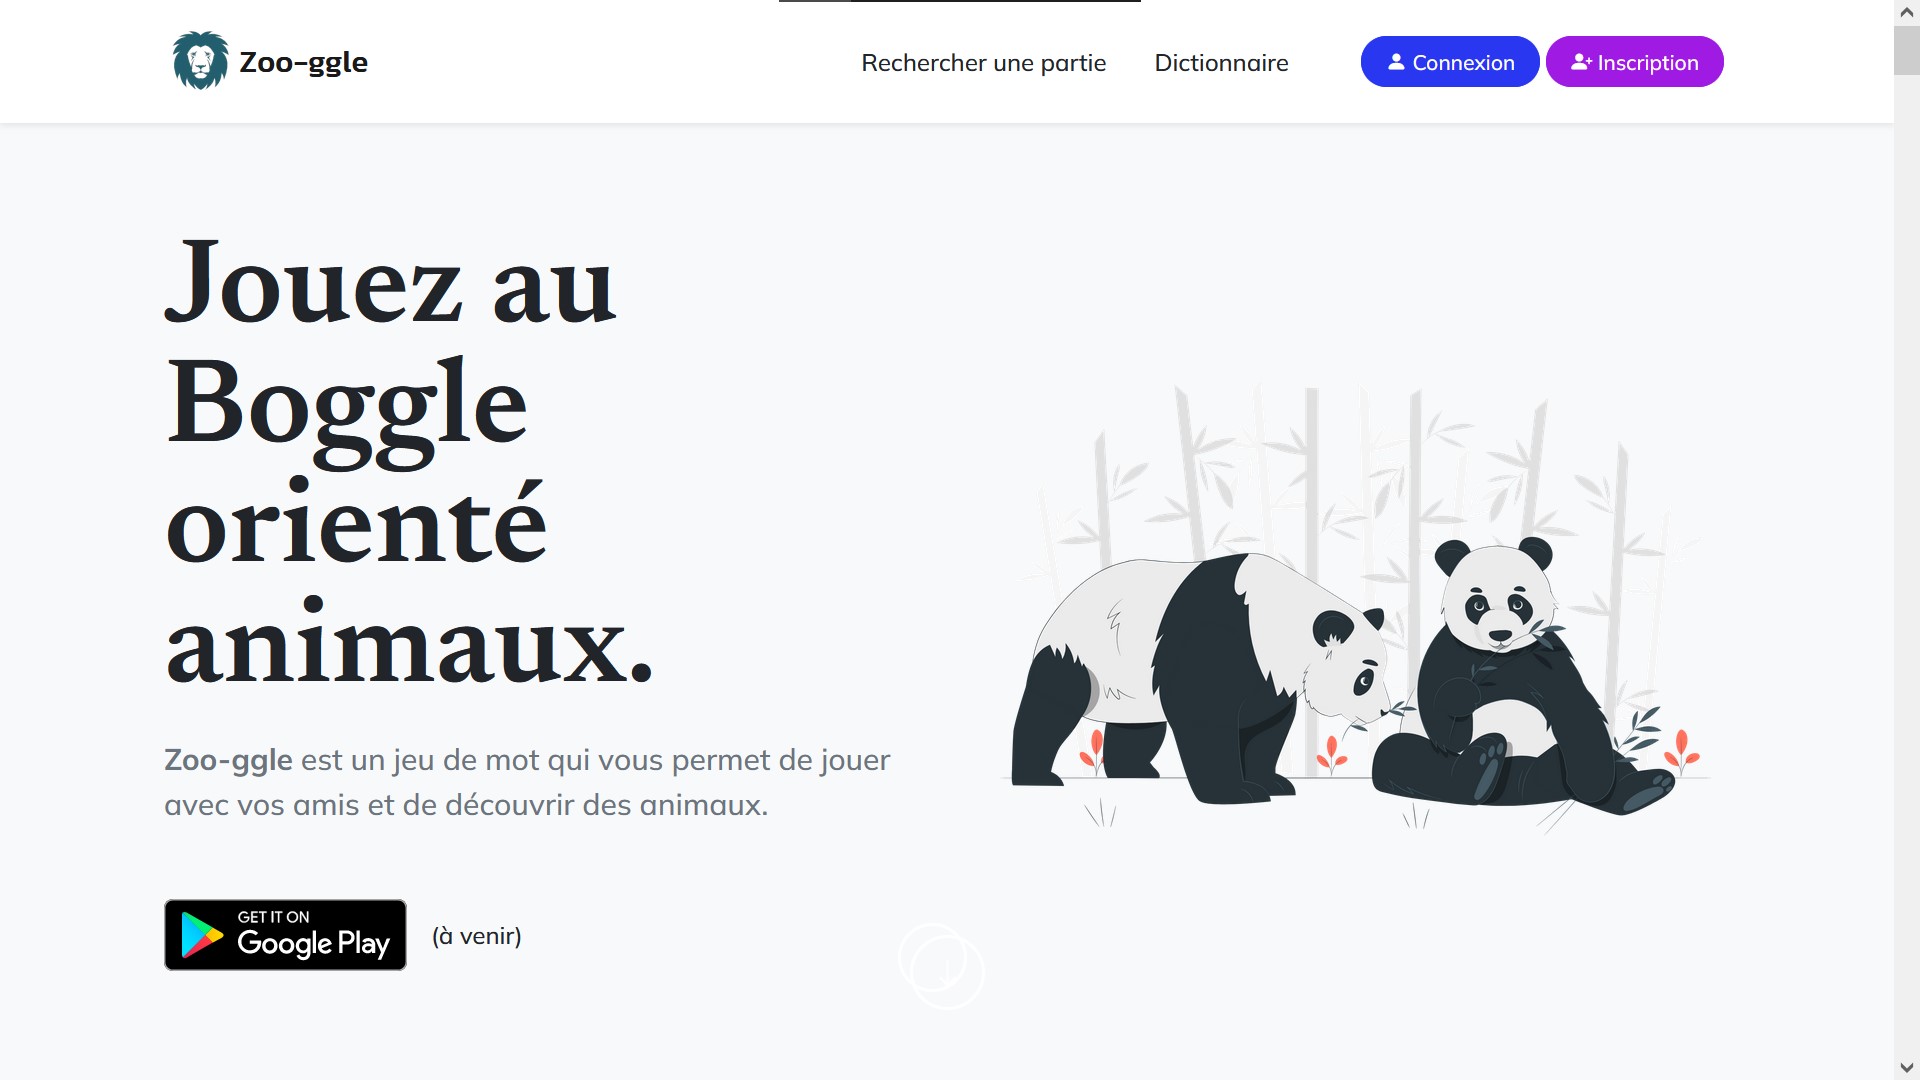 Zoo-ggle
Rechercher une partie
Dictionnaire
Connexion
Inscription
Jouez au
Boggle
orienté
animaux.
Zoo-ggle est un jeu de mot qui vous permet de jouer
avec vos amis et de découvrir des animaux.
GET IT ON
Google Play
(à venir)